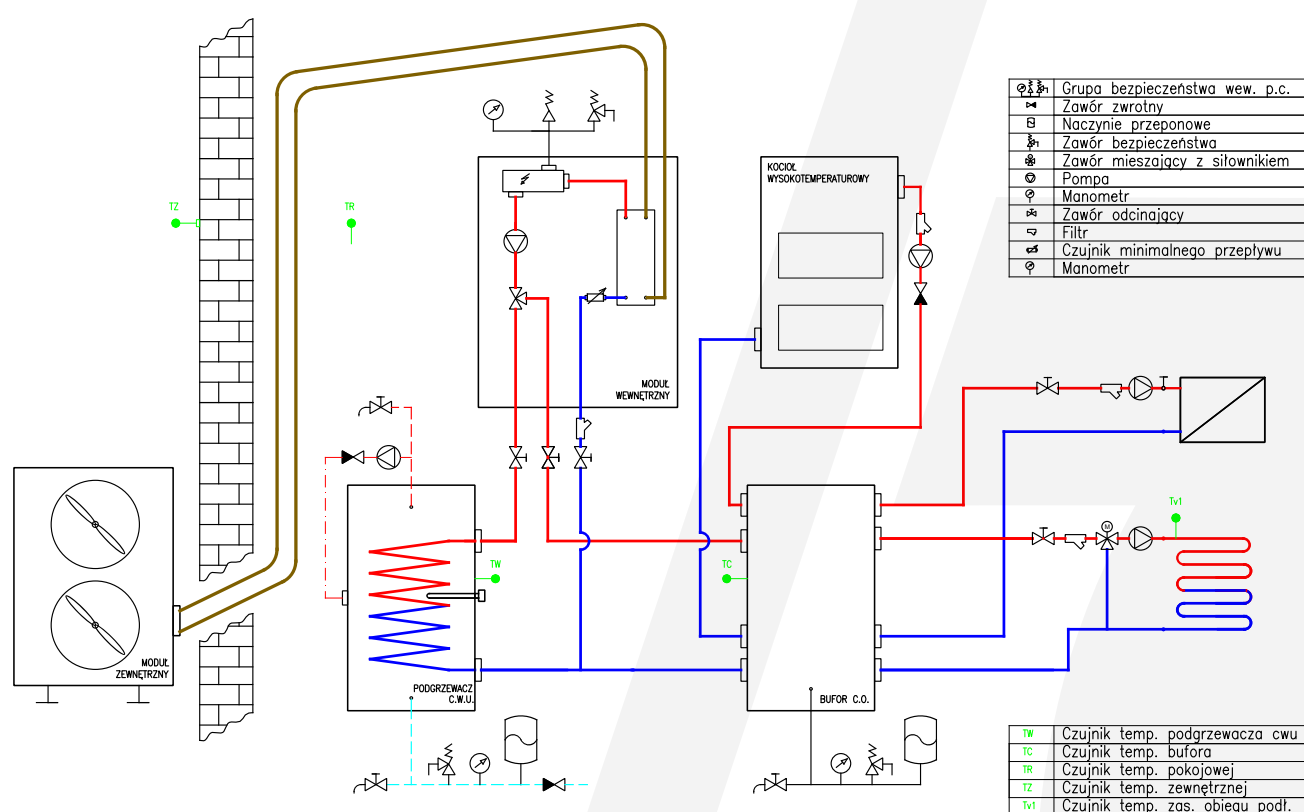 Grupa bezpieczeństwa wew. p.c.
Zawór zwrotny
Naczynie przeponowe
Zawór bezpieczeństwa
Zawór mieszający z siłownikiem
Pompa
Manometr
Zawór odcinający
Filtr
Czujnik minimalnego przepływu
Manometr
KOCIOŁ
WYSOKOTEMPERATUROWY
TZ
TR
MODUŁ
WEWNĘTRZNY
Tv1
M
TW
TC
MODUŁ
ZEWNĘTRZNY
PODGRZEWACZ
C.W.U.
BUFOR C.O.
TW Czujnik temp. podgrzewacza cwu
TC Czujnik temp. bufora
TR Czujnik temp. pokojowej
TZ Czujnik temp. zewnętrznej
Tv1 Czujnik temp. zas. obiegu podł.